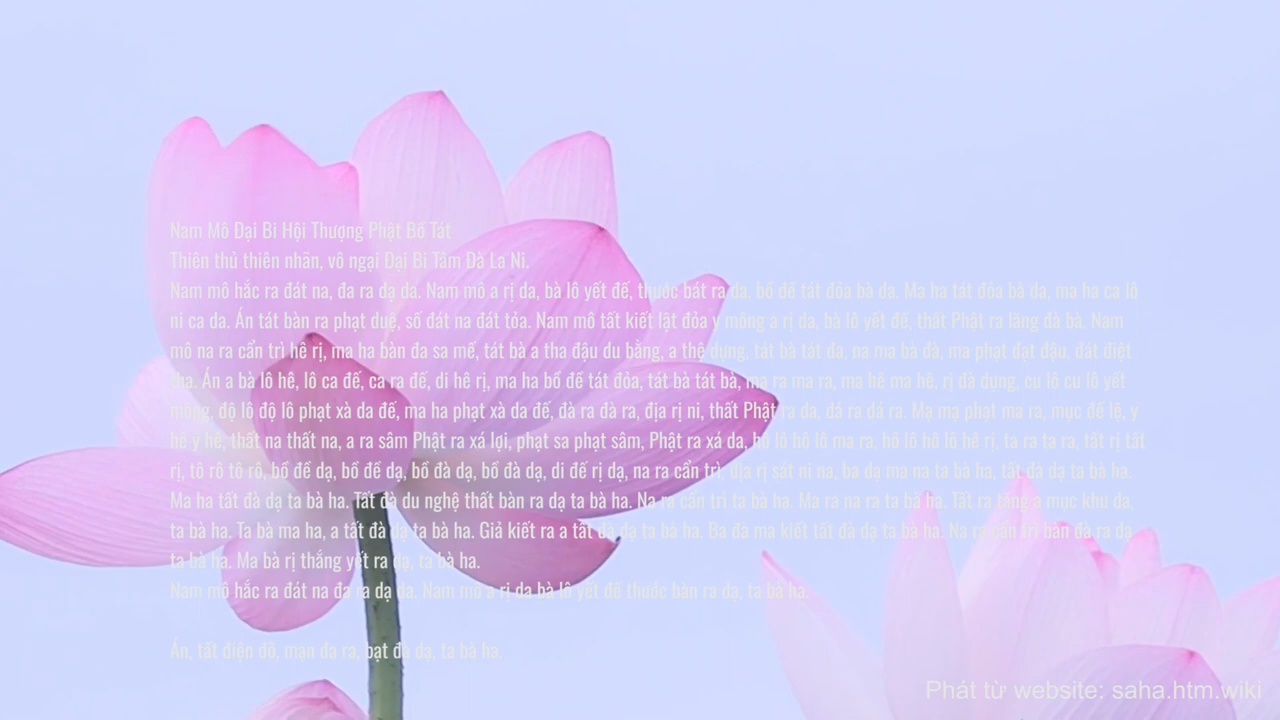 Nam Mô Đại Bi Hội Thượng Phật Bồ Tát
Thiên thủ thiên nhãn, vô ngại Đại Bi Tâm Đà La Ni.
Nam mô hắc ra đát na, đa ra dạ da. Nam mô a rị da, bà lô yết đế, thước bát ra da, bồ đề tát đỏa bà da. Ma ha tát đỏa bà da, ma ha ca lô
ni ca da. Án tát bàn ra phạt duệ, số đát na đát tỏa. Nam mô tất kiết lật đỏa y mông a rị da, bà lô yết đế, thất Phật ra lăng đà bà. Nam
mô na ra cẩn trì hê rị, ma ha bàn đa sa mế, tát bà a tha đậu du bằng, a thệ dựng, tát bà tát đa, na ma bà đà, ma phạt đạt đậu, đát điệt
tha. Án a bà lô hê, lô ca đế, ca ra đế, di hê rị, ma ha bồ đề tát đỏa, tát bà tát bà, ma ra ma ra, ma hê ma hê, rị đà dựng, cu lô cu lô yết
mông, độ lô độ lô phạt xà da đế, ma ha phạt xà da đế, đà ra đà ra, địa rị ni, thất Phật ra da, dá ra dá ra. Mạ mạ phạt ma ra, mục đế lệ, y
hê y hê, thất na thất na, a ra sâm Phật ra xá lợi, phạt sa phạt sâm, Phật ra xá da, hô lô hô lô ma ra, hô lô hô lô hê rị, ta ra ta ra, tất rị tất
rị, tô rô tô rô, bồ đề dạ, bồ đề dạ, bồ đà dạ, bồ đà dạ, di đế rị dạ, na ra cẩn trì, địa rị sắt ni na, ba dạ ma na ta bà ha, tất đà dạ ta bà ha.
Ma ha tất đà dạ ta bà ha. Tất đà du nghệ thất bàn ra dạ ta bà ha. Na ra cẩn trì ta bà ha. Ma ra na ra ta bà ha. Tất ra tăng a mục khư da,
ta bà ha. Ta bà ma ha, a tất đà dạ ta bà ha. Giả kiết ra a tất đà dạ ta bà ha. Ba đà ma kiết tất đà dạ ta bà ha. Na ra cẩn trì bàn đà ra dạ
ta bà ha. Ma bà rị thắng yết ra dạ, ta bà ha.
Nam mô hắc ra đát na đa ra dạ da. Nam mô a rị da bà lô yết đế thước bàn ra dạ, ta bà ha.
Án, tất điện đô, mạn đa ra, bạt đà dạ, ta bà ha.
Phát từ website: saha.htm.wiki